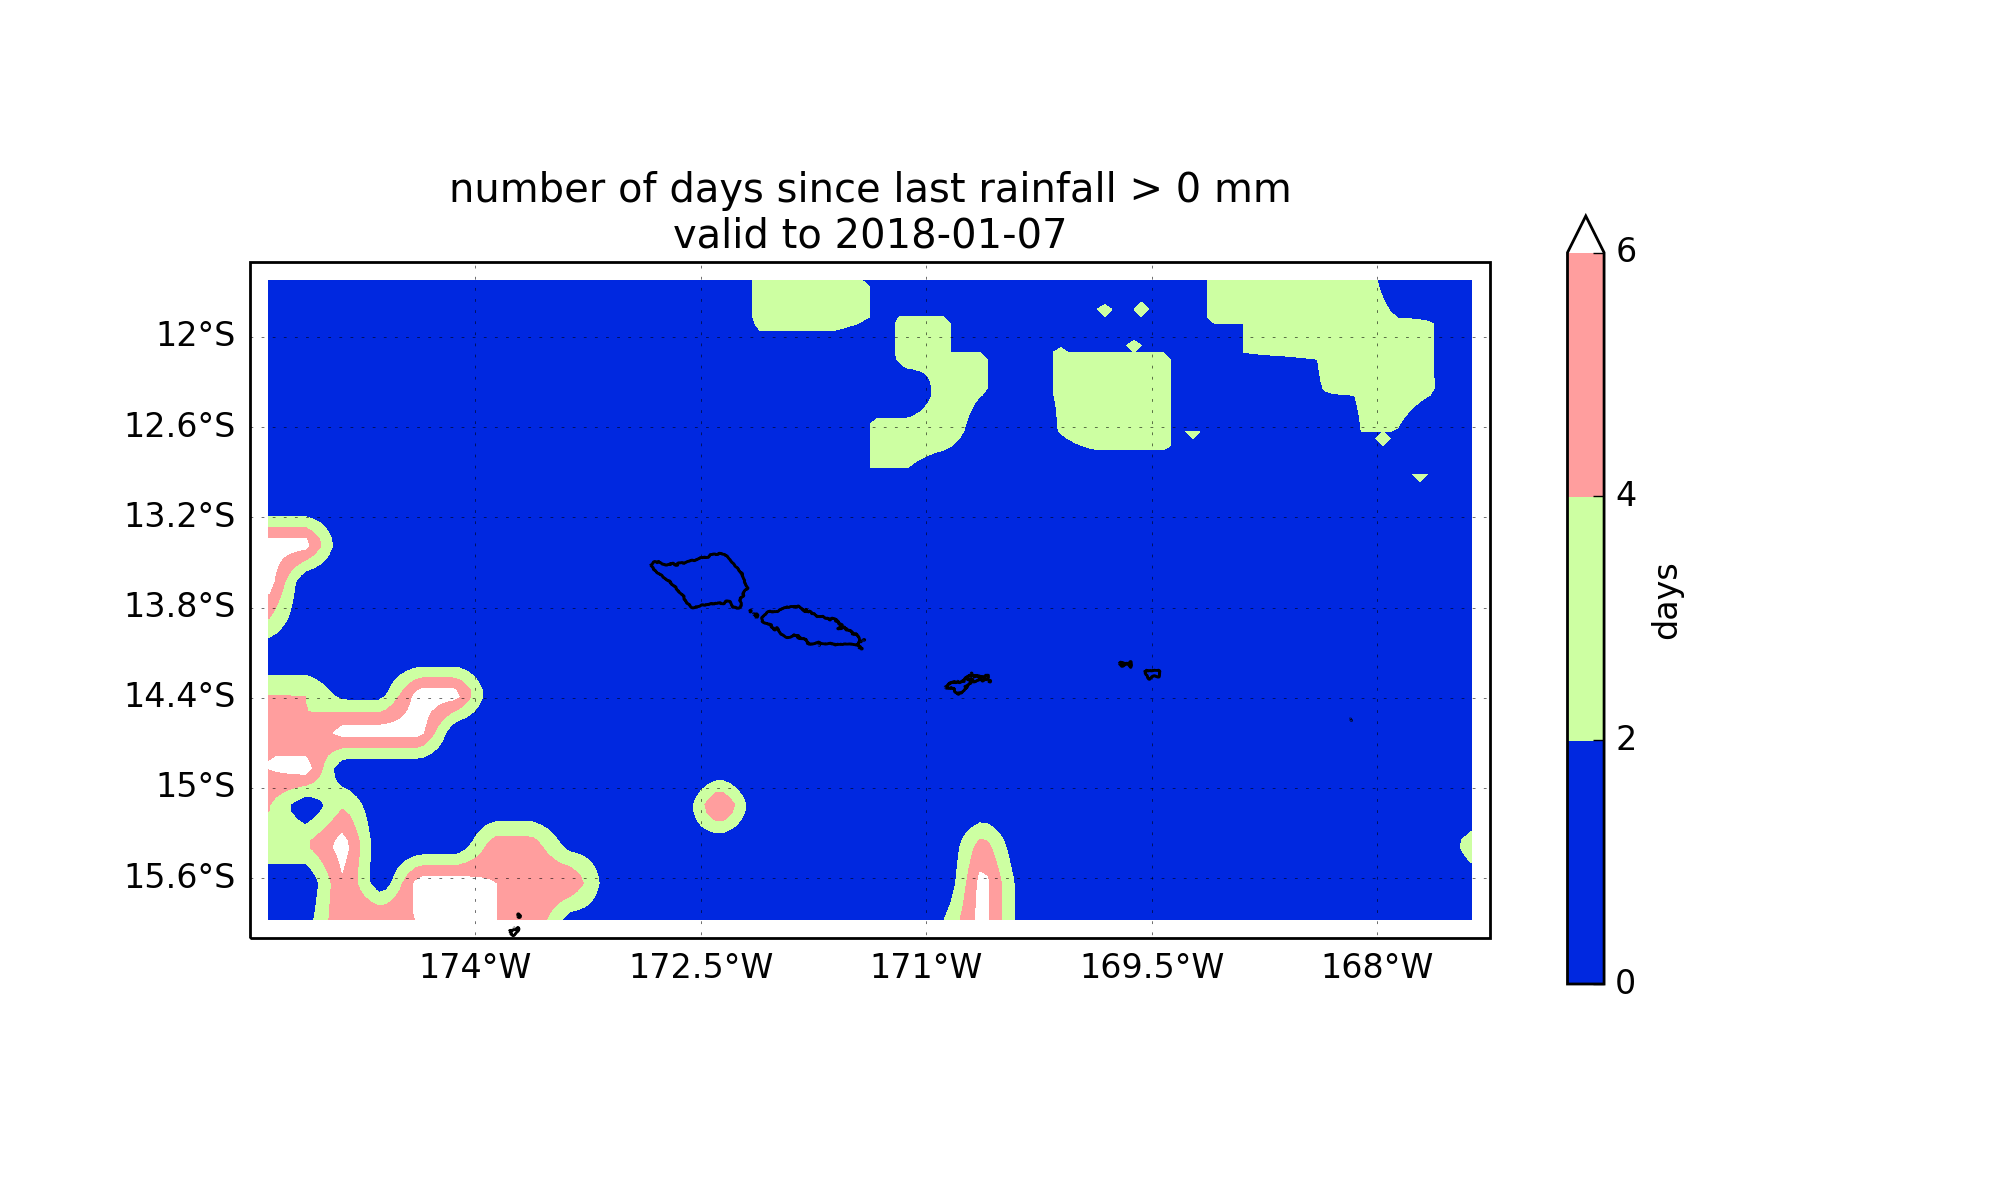 number of days since last rainfall > 0 mm
valid to 2018-01-07
12°S
12.6°S
13.2°S
13.8°S
14.4°S
15°S
15.6°S
174°W
172.5°W
171°W
169.5°W
168°W
6
4
2
0
days